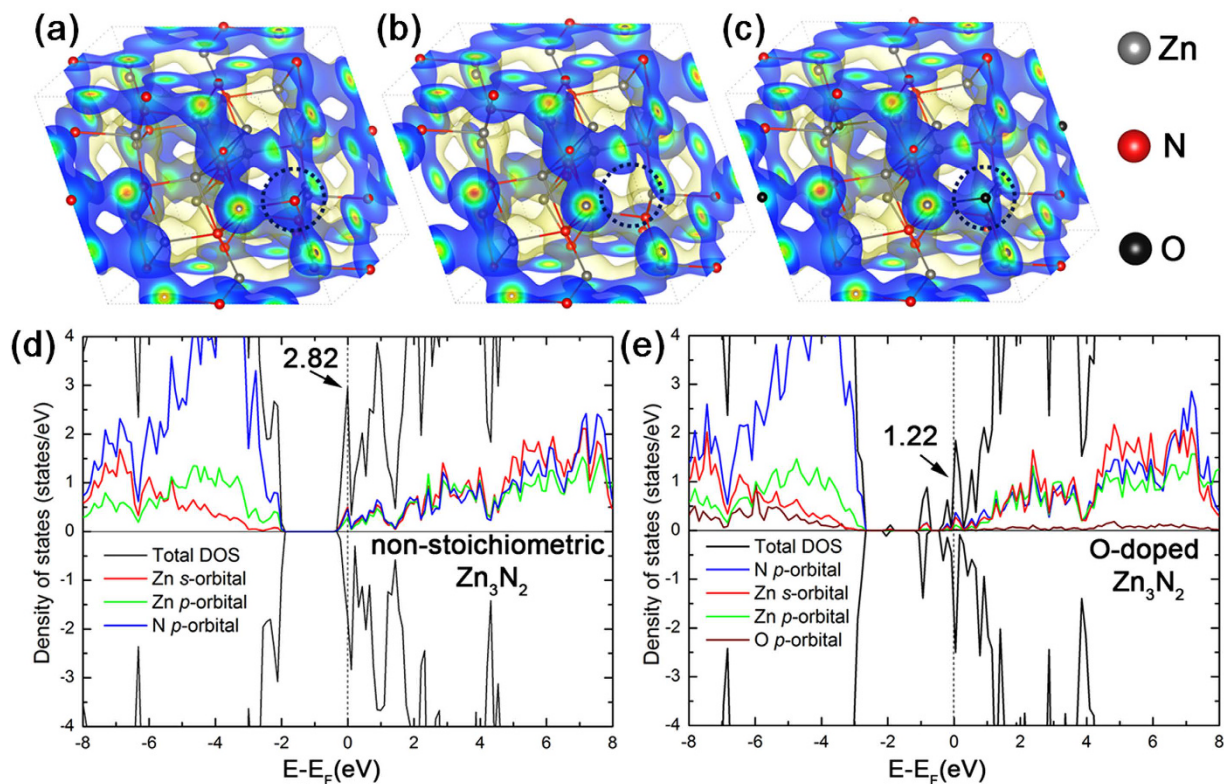 (a)
(b)
(c)
Zn
N
O
(d)
Density of states (states/eV)
4
3
2
1
0
-1
-2
-3
-4
2.82
non-stoichiometric
Zn₃N₂
Total DOS
Zn s-orbital
Zn p-orbital
N p-orbital
-8 -6 -4 -2 0 2 4 6 8
E-E_F(eV)
(e)
Density of states (states/eV)
4
3
2
1
0
-1
-2
-3
-4
1.22
O-doped
Zn₃N₂
Total DOS
N p-orbital
Zn s-orbital
Zn p-orbital
O p-orbital
-8 -6 -4 -2 0 2 4 6 8
E-E_F(eV)